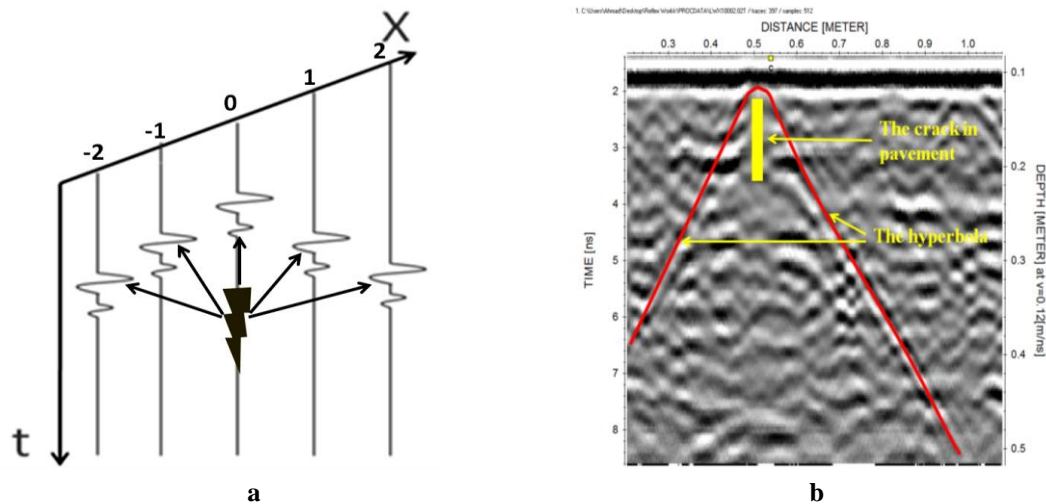 X
-2
-1
0
1
2
t
a
1. C:\Users\Ahmad\Desktop\Reflex Work\PROCDATA\LWX10002.02T / traces: 397 / samples: 512
DISTANCE [METER]
0.3 0.4 0.5 0.6 0.7 0.8 0.9 1.0
c
TIME [ns]
2
3
4
5
6
7
8
The crack in
pavement
The hyperbola
0.1
0.2
0.3
0.4
0.5
DEPTH [METER] at v=0.12[m/ns]
b